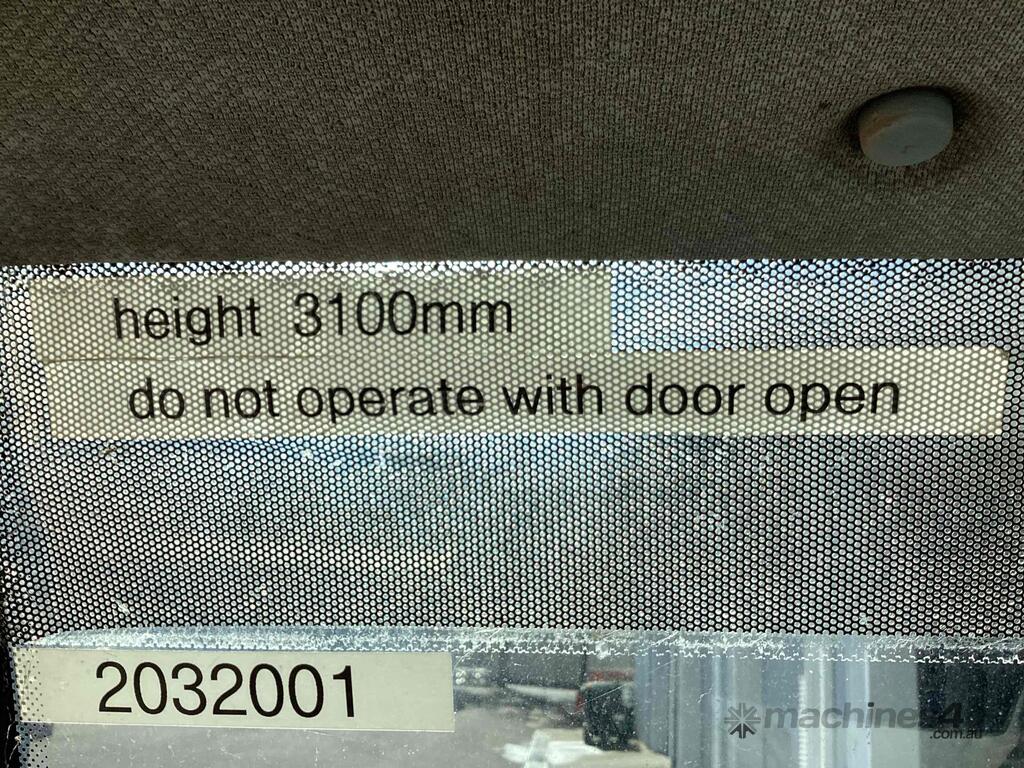 height 3100mm
do not operate with door open
2032001
machines4u
.com.au